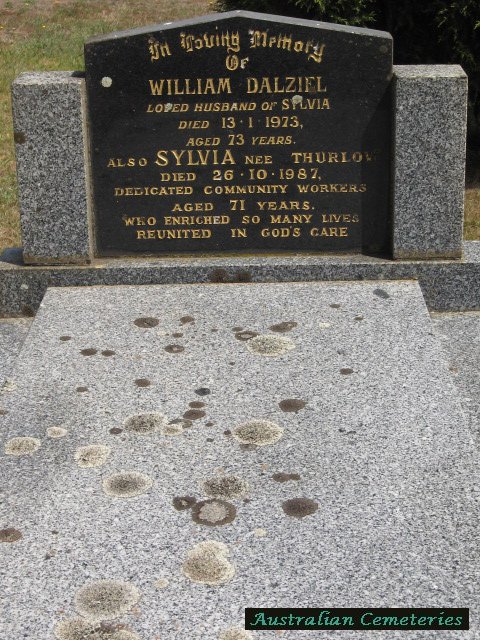 In Loving Memory
Of
WILLIAM DALZIEL
LOVED HUSBAND OF SYLVIA
DIED 13·1·1973,
AGED 73 YEARS.
ALSO SYLVIA NEE THURLOW
DIED 26·10·1987,
DEDICATED COMMUNITY WORKERS
AGED 71 YEARS.
WHO ENRICHED SO MANY LIVES
REUNITED IN GOD'S CARE
Australian Cemeteries